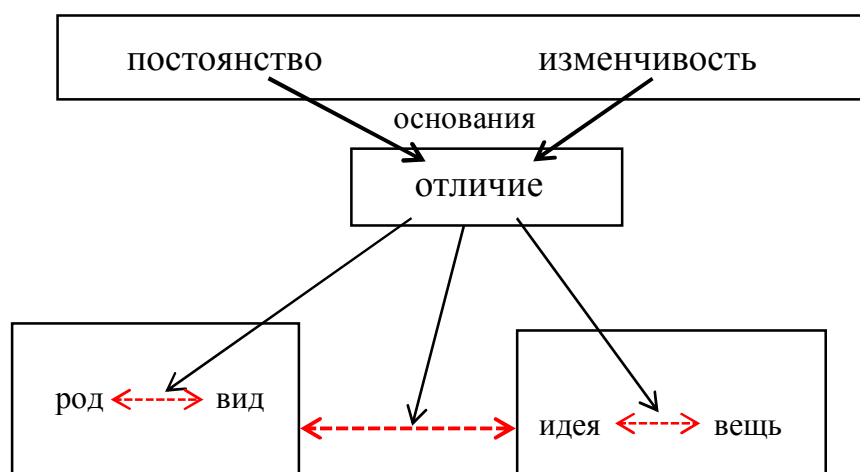 постоянство изменчивость
основания
отличие
род вид
идея вещь